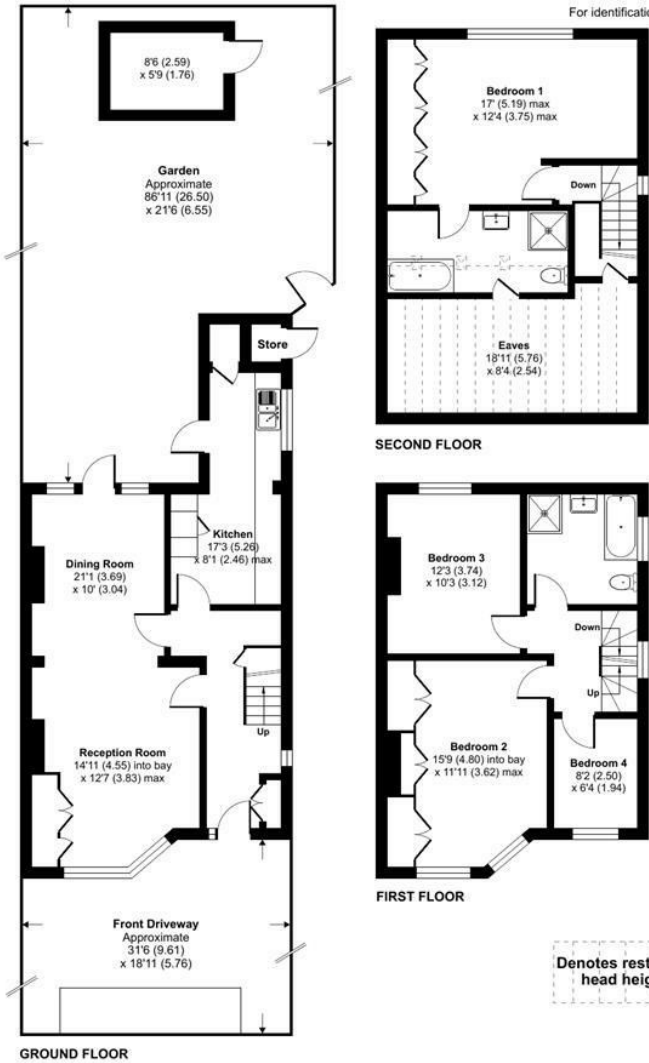 For identificatio
8'6 (2.59)
x 5'9 (1.76)
Garden
Approximate
86'11 (26.50)
x 21'6 (6.55)
Store
Kitchen
17'3 (5.26)
x 8'1 (2.46) max
Dining Room
21'1 (3.69)
x 10' (3.04)
Up
Reception Room
14'11 (4.55) into bay
x 12'7 (3.83) max
Front Driveway
Approximate
31'6 (9.61)
x 18'11 (5.76)
GROUND FLOOR
Bedroom 1
17' (5.19) max
x 12'4 (3.75) max
Down
Eaves
18'11 (5.76)
x 8'4 (2.54)
SECOND FLOOR
Bedroom 3
12'3 (3.74)
x 10'3 (3.12)
Down
Up
Bedroom 2
15'9 (4.80) into bay
x 11'11 (3.62) max
Bedroom 4
8'2 (2.50)
x 6'4 (1.94)
FIRST FLOOR
Denotes rest
head heig